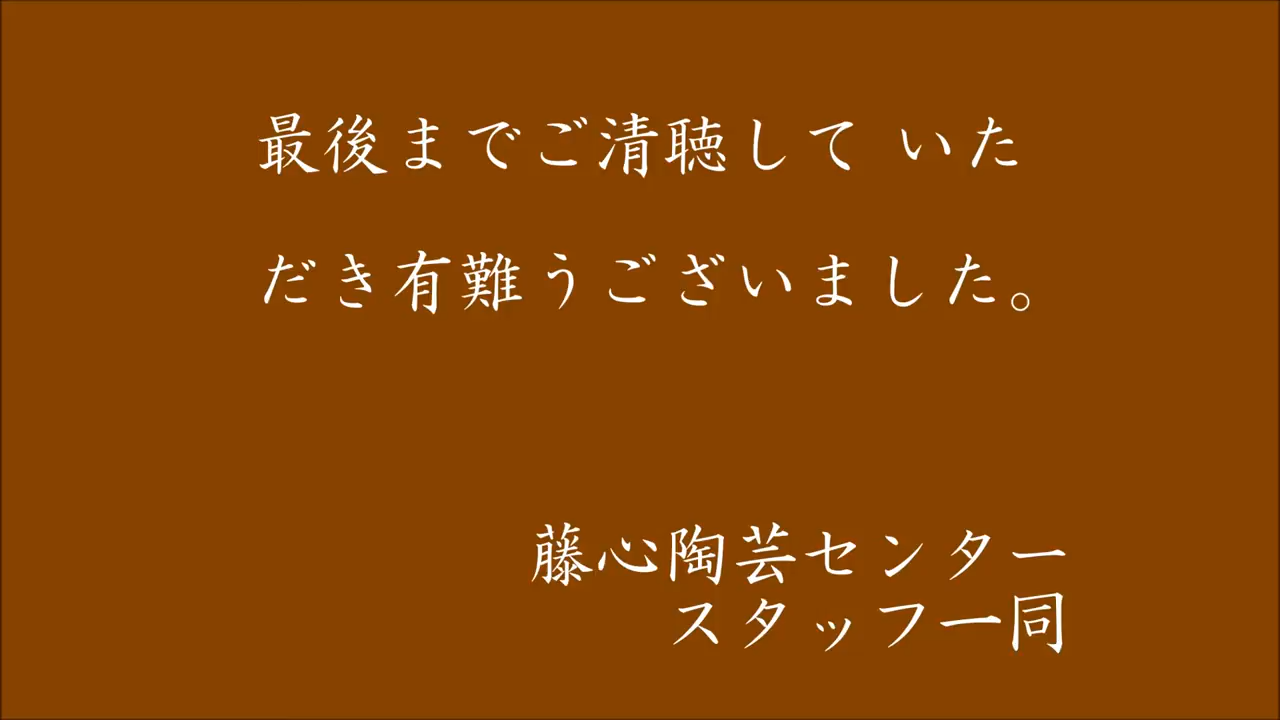 最後までご清聴して いた
だき有難うございました。
藤心陶芸センター
スタッフ一同